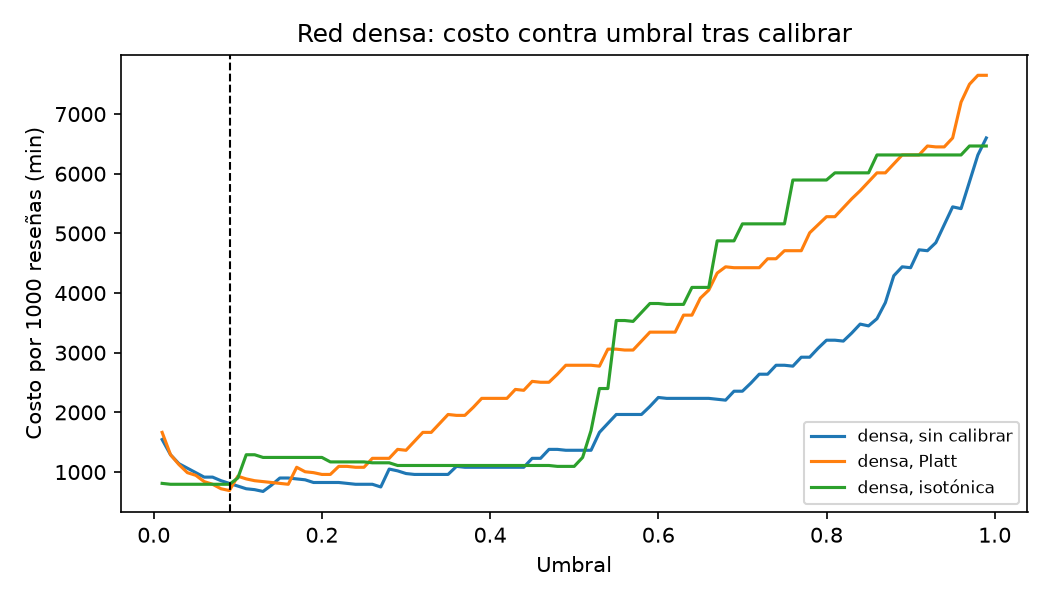 Red densa: costo contra umbral tras calibrar
Costo por 1000 reseñas (min)
7000
6000
5000
4000
3000
2000
1000
0.0
0.2
0.4
0.6
0.8
1.0
Umbral
densa, sin calibrar
densa, Platt
densa, isotónica